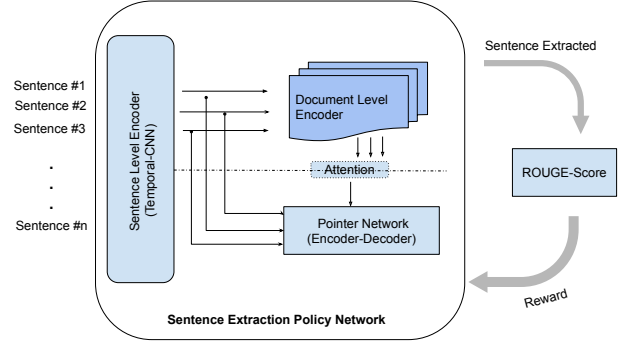 Sentence #1
Sentence #2
Sentence #3
.
.
.
Sentence #n
Sentence Level Encoder
(Temporal-CNN)
Document Level
Encoder
Attention
Pointer Network
(Encoder-Decoder)
Sentence Extraction Policy Network
Sentence Extracted
ROUGE-Score
Reward